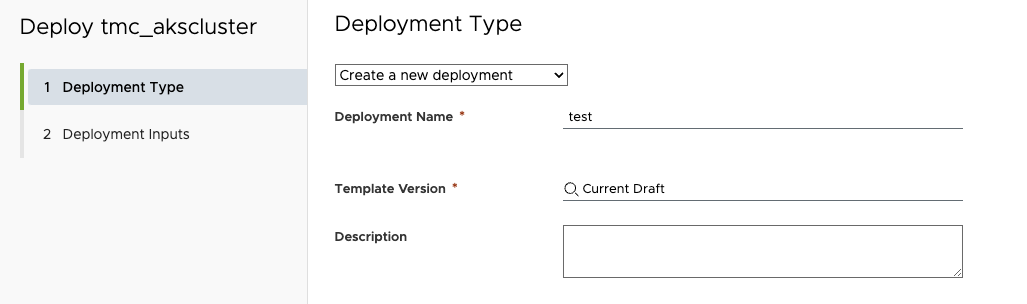 Deploy tmc_akscluster
1 Deployment Type
2 Deployment Inputs
Deployment Type
Create a new deployment
Deployment Name * test
Template Version * Current Draft
Description